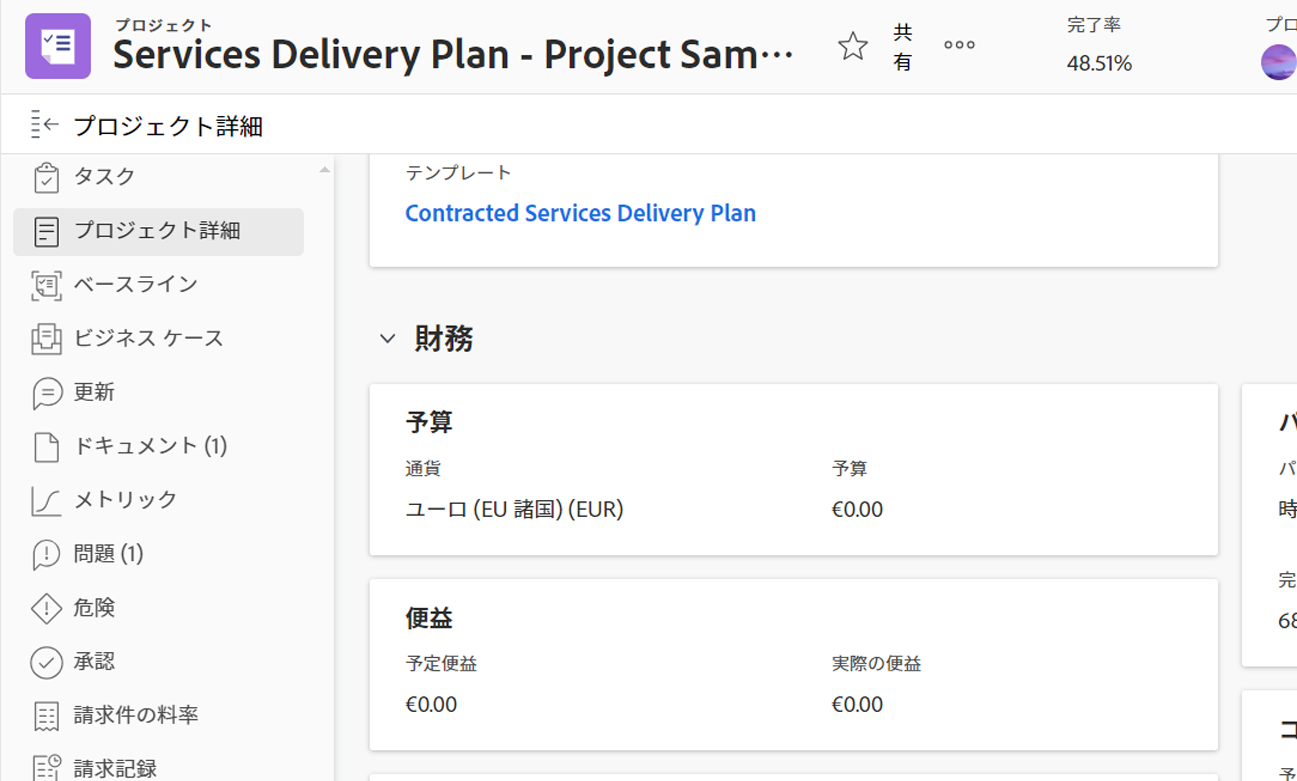 プロジェクト
Services Delivery Plan - Project Sam…
共有
完了率
48.51%
プロ
プロジェクト詳細
タスク
プロジェクト詳細
ベースライン
ビジネス ケース
更新
ドキュメント (1)
メトリック
問題 (1)
危険
承認
請求件の料率
請求記録
テンプレート
Contracted Services Delivery Plan
財務
予算
通貨
予算
ユーロ (EU 諸国) (EUR)
€0.00
便益
予定便益
実際の便益
€0.00
€0.00
パ
時
完
68
コ
予